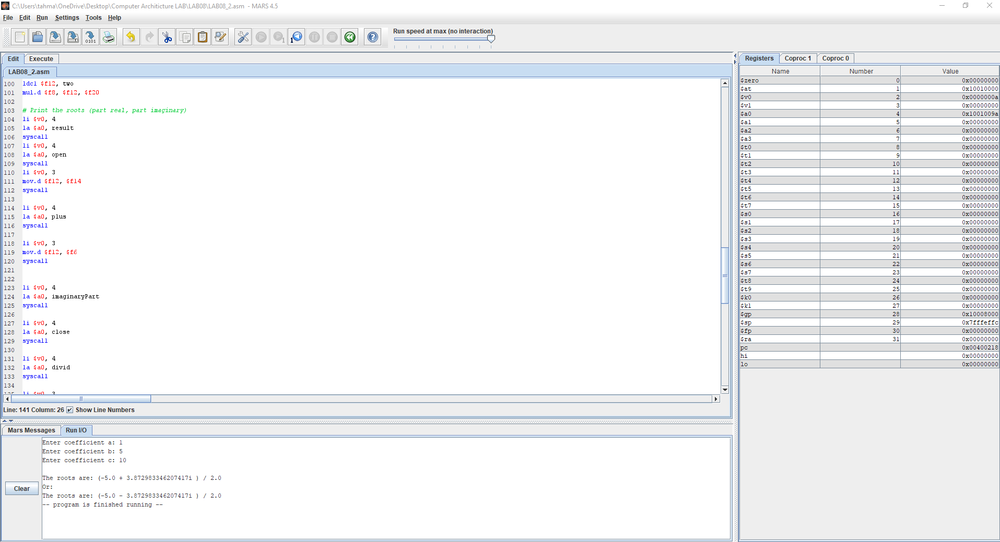 C:\Users\tahma\OneDrive\Desktop\Computer Architicture LAB\LAB08\LAB08_2.asm - MARS 4.5
File Edit Run Settings Tools Help
0101
1
1
Run speed at max (no interaction)
Edit Execute
LAB08_2.asm
100 ldc1 $f12, two
101 mul.d $f8, $f12, $f20
102
103 # Print the roots (part real, part imaginary)
104 li $v0, 4
105 la $a0, result
106 syscall
107 li $v0, 4
108 la $a0, open
109 syscall
110 li $v0, 3
111 mov.d $f12, $f14
112 syscall
113
114 li $v0, 4
115 la $a0, plus
116 syscall
117
118 li $v0, 3
119 mov.d $f12, $f6
120 syscall
121
122
123 li $v0, 4
124 la $a0, imaginaryPart
125 syscall
126
127 li $v0, 4
128 la $a0, close
129 syscall
130
131 li $v0, 4
132 la $a0, divid
133 syscall
134
135 li $v0, 3
Line: 141 Column: 26 Show Line Numbers
Mars Messages Run I/O
Clear
Enter coefficient a: 1
Enter coefficient b: 5
Enter coefficient c: 10
The roots are: (-5.0 + 3.872983346207417i ) / 2.0
Or:
The roots are: (-5.0 - 3.872983346207417i ) / 2.0
-- program is finished running --
Registers Coproc 1 Coproc 0
Name Number Value
$zero 0 0x00000000
$at 1 0x10010000
$v0 2 0x0000000a
$v1 3 0x00000000
$a0 4 0x1001009a
$a1 5 0x00000000
$a2 6 0x00000000
$a3 7 0x00000000
$t0 8 0x00000000
$t1 9 0x00000000
$t2 10 0x00000000
$t3 11 0x00000000
$t4 12 0x00000000
$t5 13 0x00000000
$t6 14 0x00000000
$t7 15 0x00000000
$s0 16 0x00000000
$s1 17 0x00000000
$s2 18 0x00000000
$s3 19 0x00000000
$s4 20 0x00000000
$s5 21 0x00000000
$s6 22 0x00000000
$s7 23 0x00000000
$t8 24 0x00000000
$t9 25 0x00000000
$k0 26 0x00000000
$k1 27 0x00000000
$gp 28 0x10008000
$sp 29 0x7fffeffc
$fp 30 0x00000000
$ra 31 0x00000000
pc 0x00400218
hi 0x00000000
lo 0x00000000